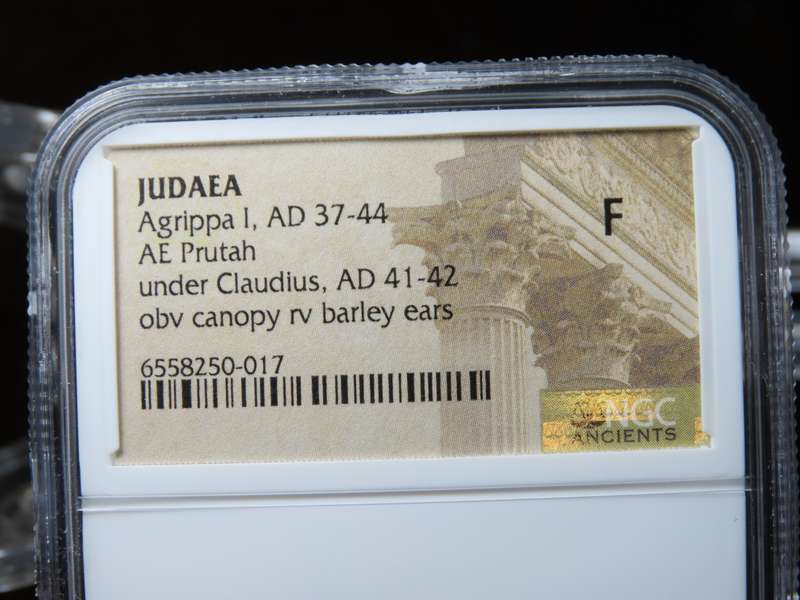 JUDAEA
Agrippa I, AD 37-44
AE Prutah
under Claudius, AD 41-42
obv canopy rv barley ears
6558250-017
F
NGC
ANCIENTS